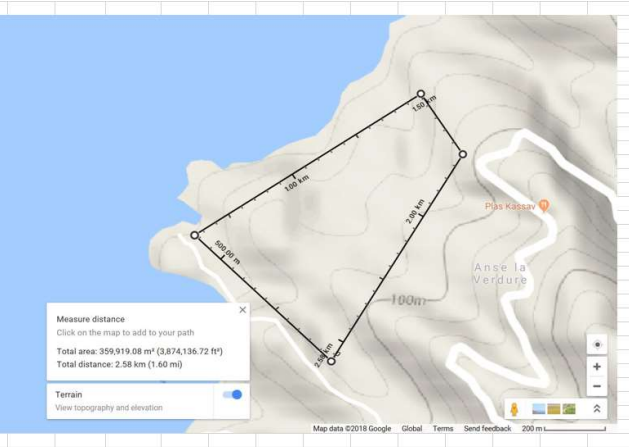 1.50 km
1.00 km
2.00 km
Pias Kassav
500.00 m
Anse la
Verdure
100m
2.58 km
Measure distance
Click on the map to add to your path
Total area: 359,919.08 m² (3,874,136.72 ft²)
Total distance: 2.58 km (1.60 mi)
Terrain
View topography and elevation
Map data ©2018 Google Global Terms Send feedback 200 m